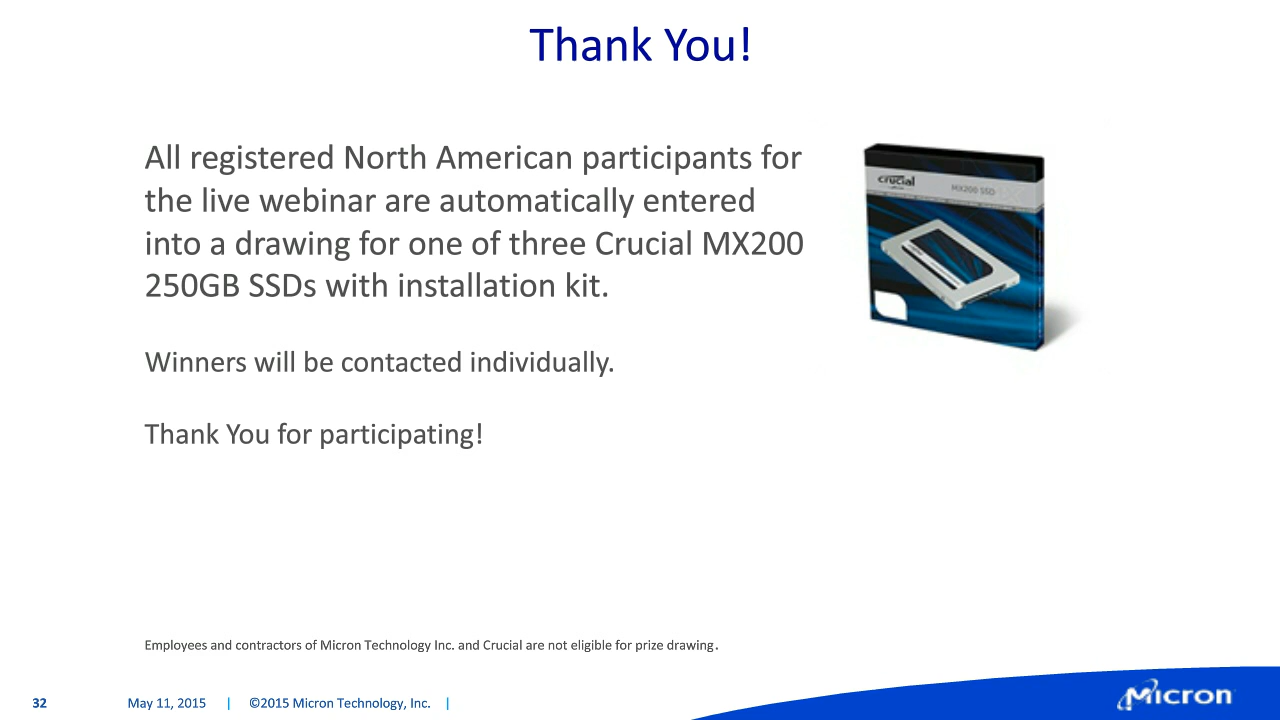 Thank You!
All registered North American participants for
the live webinar are automatically entered
into a drawing for one of three Crucial MX200
250GB SSDs with installation kit.
crucial
MX200 SSD
Winners will be contacted individually.
Thank You for participating!
Employees and contractors of Micron Technology Inc. and Crucial are not eligible for prize drawing.
32 May 11, 2015 | ©2015 Micron Technology, Inc. |
Micron